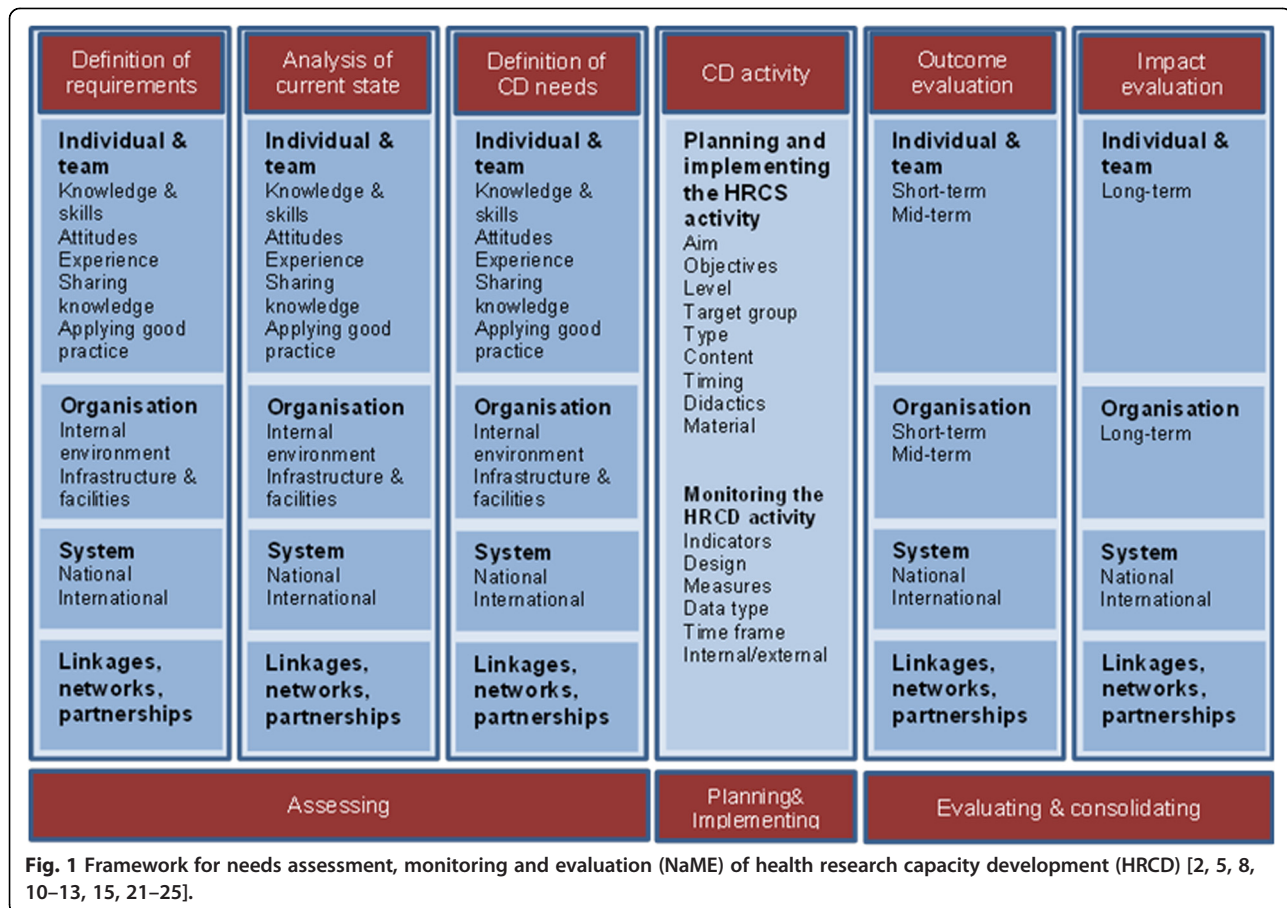 Definition of
requirements
Individual & 
team
Knowledge &
skills
Attitudes
Experience
Sharing
knowledge
Applying good
practice
Organisation
Internal
environment
Infrastructure &
facilities
System
National
International
Linkages,
networks,
partnerships
Analysis of
current state
Individual &
team
Knowledge &
skills
Attitudes
Experience
Sharing
knowledge
Applying good
practice
Organisation
Internal
environment
Infrastructure &
facilities
System
National
International
Linkages,
networks,
partnerships
Definition of
CD needs
Individual &
team
Knowledge &
skills
Attitudes
Experience
Sharing
knowledge
Applying good
practice
Organisation
Internal
environment
Infrastructure &
facilities
System
National
International
Linkages,
networks,
partnerships
CD activity
Planning and
implementing
the HRCS
activity
Aim
Objectives
Level
Target group
Type
Content
Timing
Didactics
Material
Monitoring the
HRCD activity
Indicators
Design
Measures
Data type
Time frame
Internal/external
Outcome
evaluation
Individual &
team
Short-term
Mid-term
Organisation
Short-term
Mid-term
System
National
International
Linkages,
networks,
partnerships
Impact
evaluation
Individual &
team
Long-term
Organisation
Long-term
System
National
International
Linkages,
networks,
partnerships
Assessing
Planning&
Implementing
Evaluating & consolidating
Fig. 1 Framework for needs assessment, monitoring and evaluation (NaME) of health research capacity development (HRCD) [2, 5, 8,
10–13, 15, 21–25].